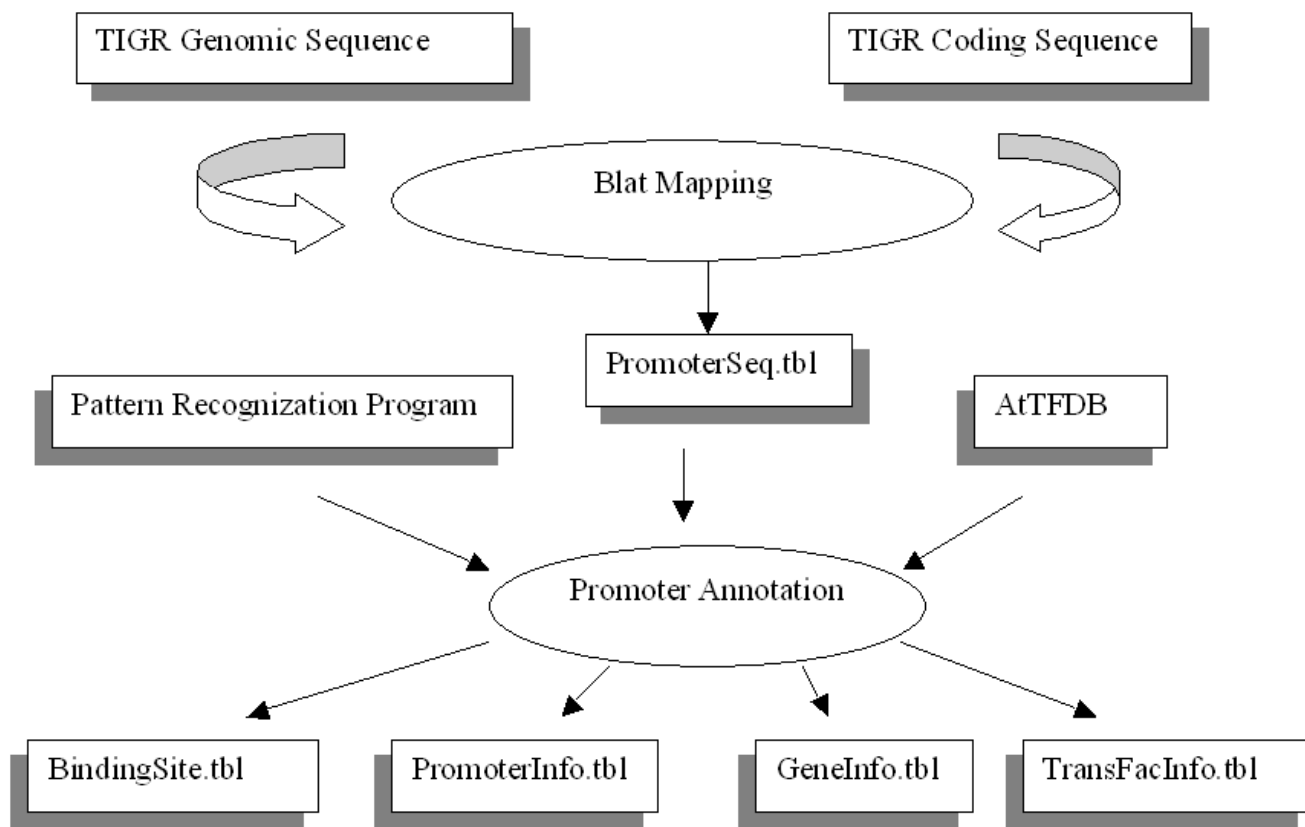 TIGR Genomic Sequence
TIGR Coding Sequence
Blat Mapping
PromoterSeq.tbl
Pattern Recognization Program
AtTFDB
Promoter Annotation
BindingSite.tbl
PromoterInfo.tbl
GeneInfo.tbl
TransFacInfo.tbl